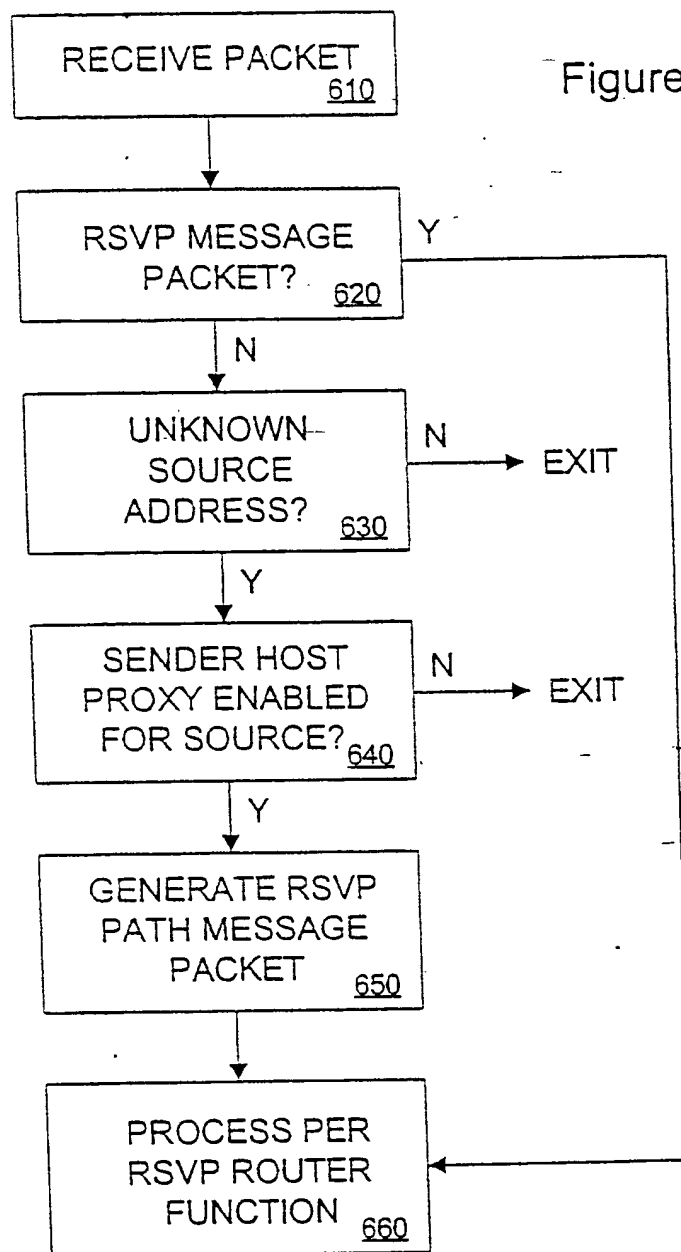 RECEIVE PACKET
610
Figure
RSVP MESSAGE
PACKET?
620
Y
N
UNKNOWN
SOURCE
ADDRESS?
630
N
EXIT
Y
SENDER HOST
PROXY ENABLED
FOR SOURCE?
640
N
EXIT
Y
GENERATE RSVP
PATH MESSAGE
PACKET
650
PROCESS PER
RSVP ROUTER
FUNCTION
660